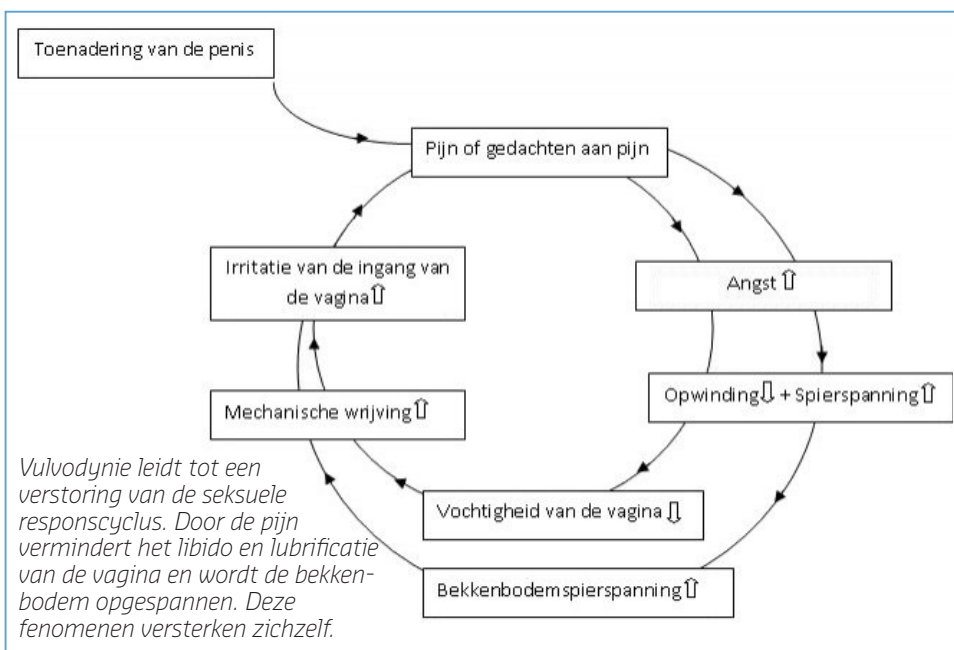 Toenadering van de penis
Pijn of gedachten aan pijn
Irritatie van de ingang van
de vagina⇧
Angst ⇧
Mechanische wrijving⇧
Opwinding⇩ + Spierspanning⇧
Vochtigheid van de vagina ⇩
Bekkenbodemspierspanning⇧
Vulvodynie leidt tot een
verstoring van de seksuele
responscyclus. Door de pijn
vermindert het libido en lubrificatie
van de vagina en wordt de bekken-
bodem opgespannen. Deze
fenomenen versterken zichzelf.